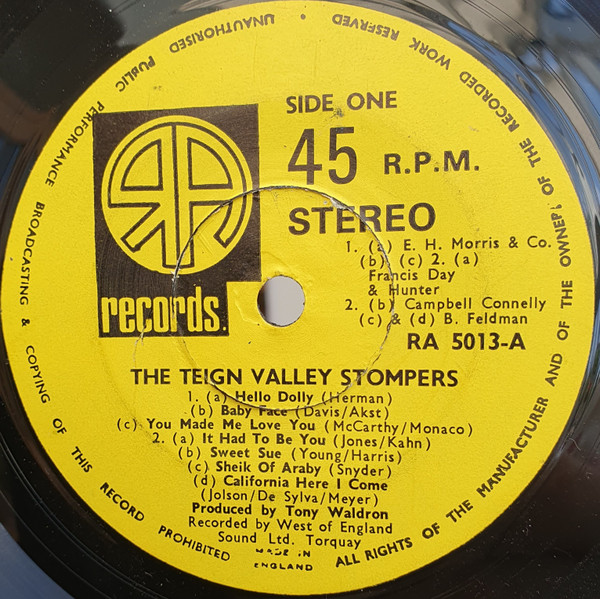 ALL RIGHTS OF THE MANUFACTURER AND OF THE OWNER OF THE RECORDED WORK RESERVED • UNAUTHORISED PUBLIC PERFORMANCE BROADCASTING & COPYING OF THIS RECORD PROHIBITED
SIDE ONE
45 R.P.M.
STEREO
1. (a) E. H. Morris & Co.
(b) (c) 2. (a)
Francis Day
& Hunter
2. (b) Campbell Connelly
(c) & (d) B. Feldman
RA 5013-A
RA
records.
THE TEIGN VALLEY STOMPERS
1. (a) Hello Dolly (Herman)
(b) Baby Face (Davis/Akst)
(c) You Made Me Love You (McCarthy/Monaco)
2. (a) It Had To Be You (Jones/Kahn)
(b) Sweet Sue (Young/Harris)
(c) Sheik Of Araby (Snyder)
(d) California Here I Come
(Jolson/De Sylva/Meyer)
Produced by Tony Waldron
Recorded by West of England
Sound Ltd. Torquay
MADE IN
ENGLAND